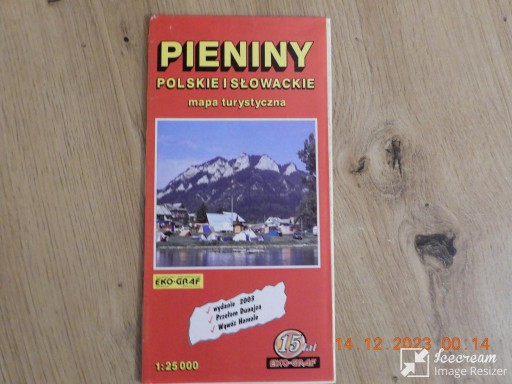 PIENINY
POLSKIE I SŁOWACKIE
mapa turystyczna
EKO-GRAF
wydanie 2003
Przełom Dunajca
Wąwóz Homole
1:25 000
15 lat
EKO-GRAF
14.12.2023 00:14
Icecream
Image Resizer